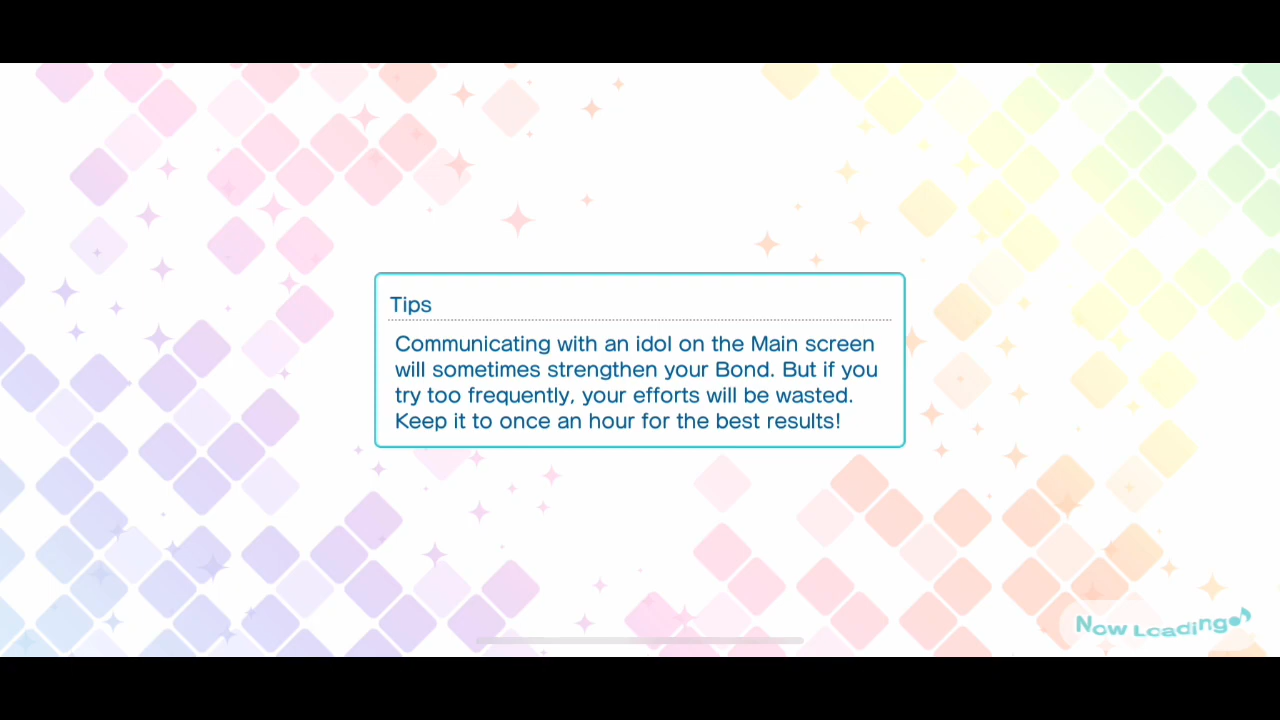 Tips
Communicating with an idol on the Main screen
will sometimes strengthen your Bond. But if you
try too frequently, your efforts will be wasted.
Keep it to once an hour for the best results!
Now Loading♪